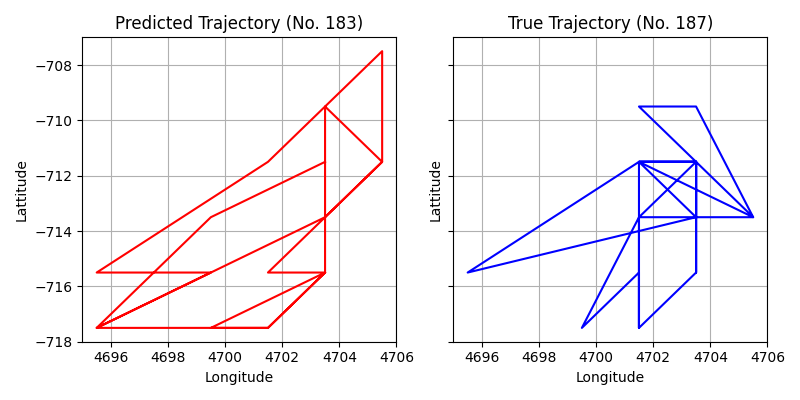 Predicted Trajectory (No. 183)
True Trajectory (No. 187)
−708
−710
−712
−714
−716
−718
Lattitude
Lattitude
4696 4698 4700 4702 4704 4706
4696 4698 4700 4702 4704 4706
Longitude
Longitude